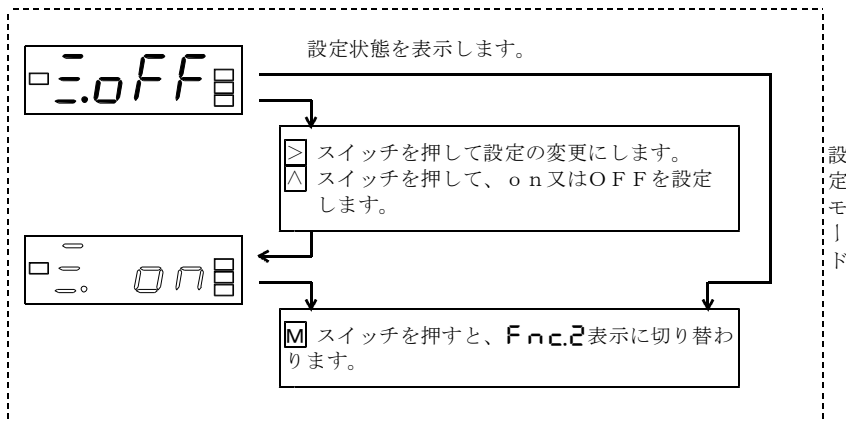 設定状態を表示します。
Ξ.oFF
> スイッチを押して設定の変更にします。
∧ スイッチを押して、on又はOFFを設定
します。
Ξ. on
M スイッチを押すと、Fnc.2表示に切り替わ
ります。
設定モード